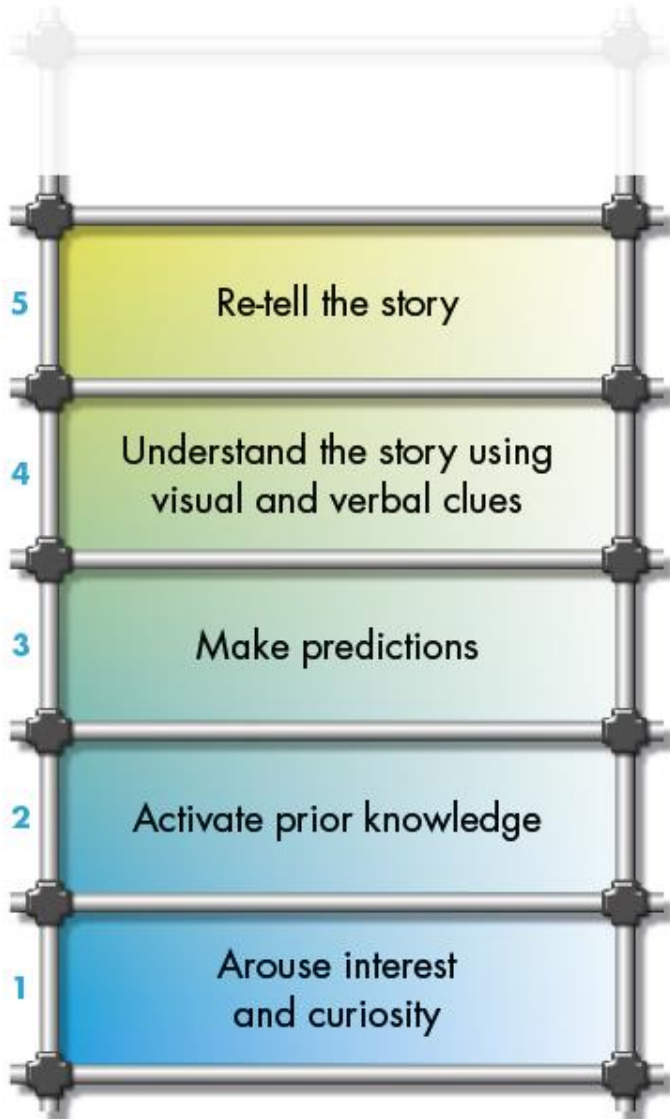 5
Re-tell the story
4
Understand the story using
visual and verbal clues
3
Make predictions
2
Activate prior knowledge
1
Arouse interest
and curiosity